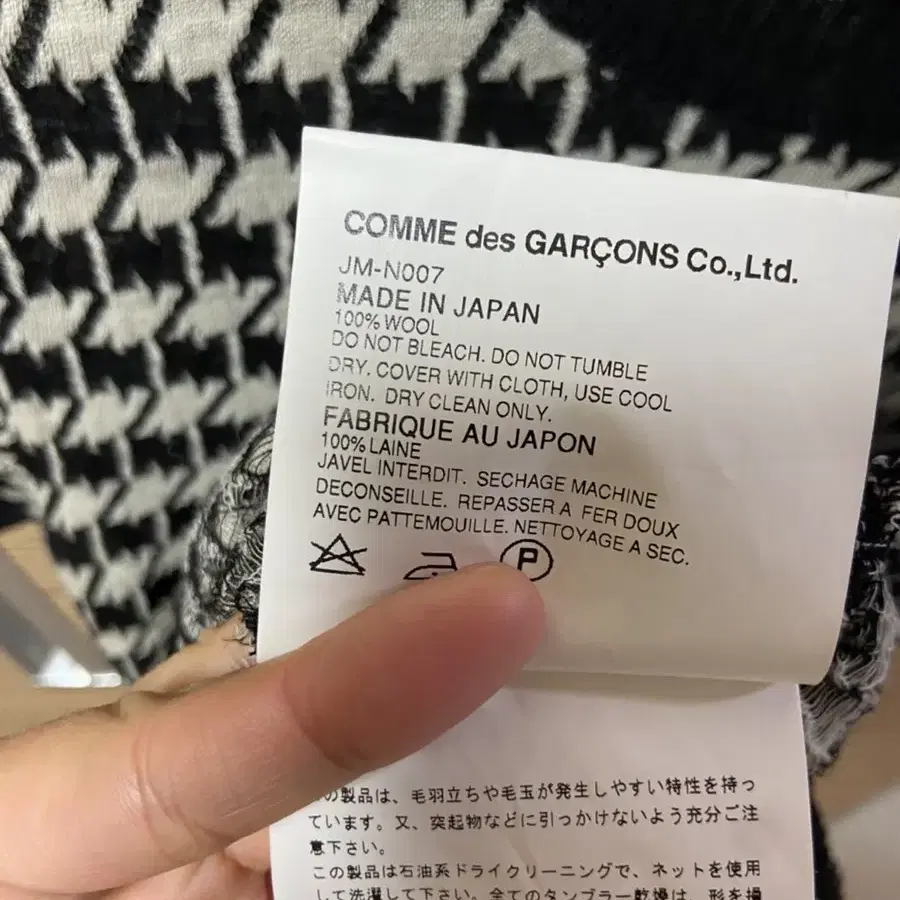 COMME des GARÇONS Co.,Ltd.
JM-N007
MADE IN JAPAN
100% WOOL
DO NOT BLEACH. DO NOT TUMBLE
DRY. COVER WITH CLOTH, USE COOL
IRON. DRY CLEAN ONLY.
FABRIQUE AU JAPON
100% LAINE
JAVEL INTERDIT. SECHAGE MACHINE
DECONSEILLE. REPASSER A FER DOUX
AVEC PATTEMOUILLE. NETTOYAGE A SEC.
P
の製品は、毛羽立ちや毛玉が発生しやすい特性を持っ
ています。又、突起物などに引っかけないよう充分ご注
意下さい。
この製品は石油系ドライクリーニングで、ネットを使用
して洗濯して下さい。全てのタンブラー乾燥は、形を損